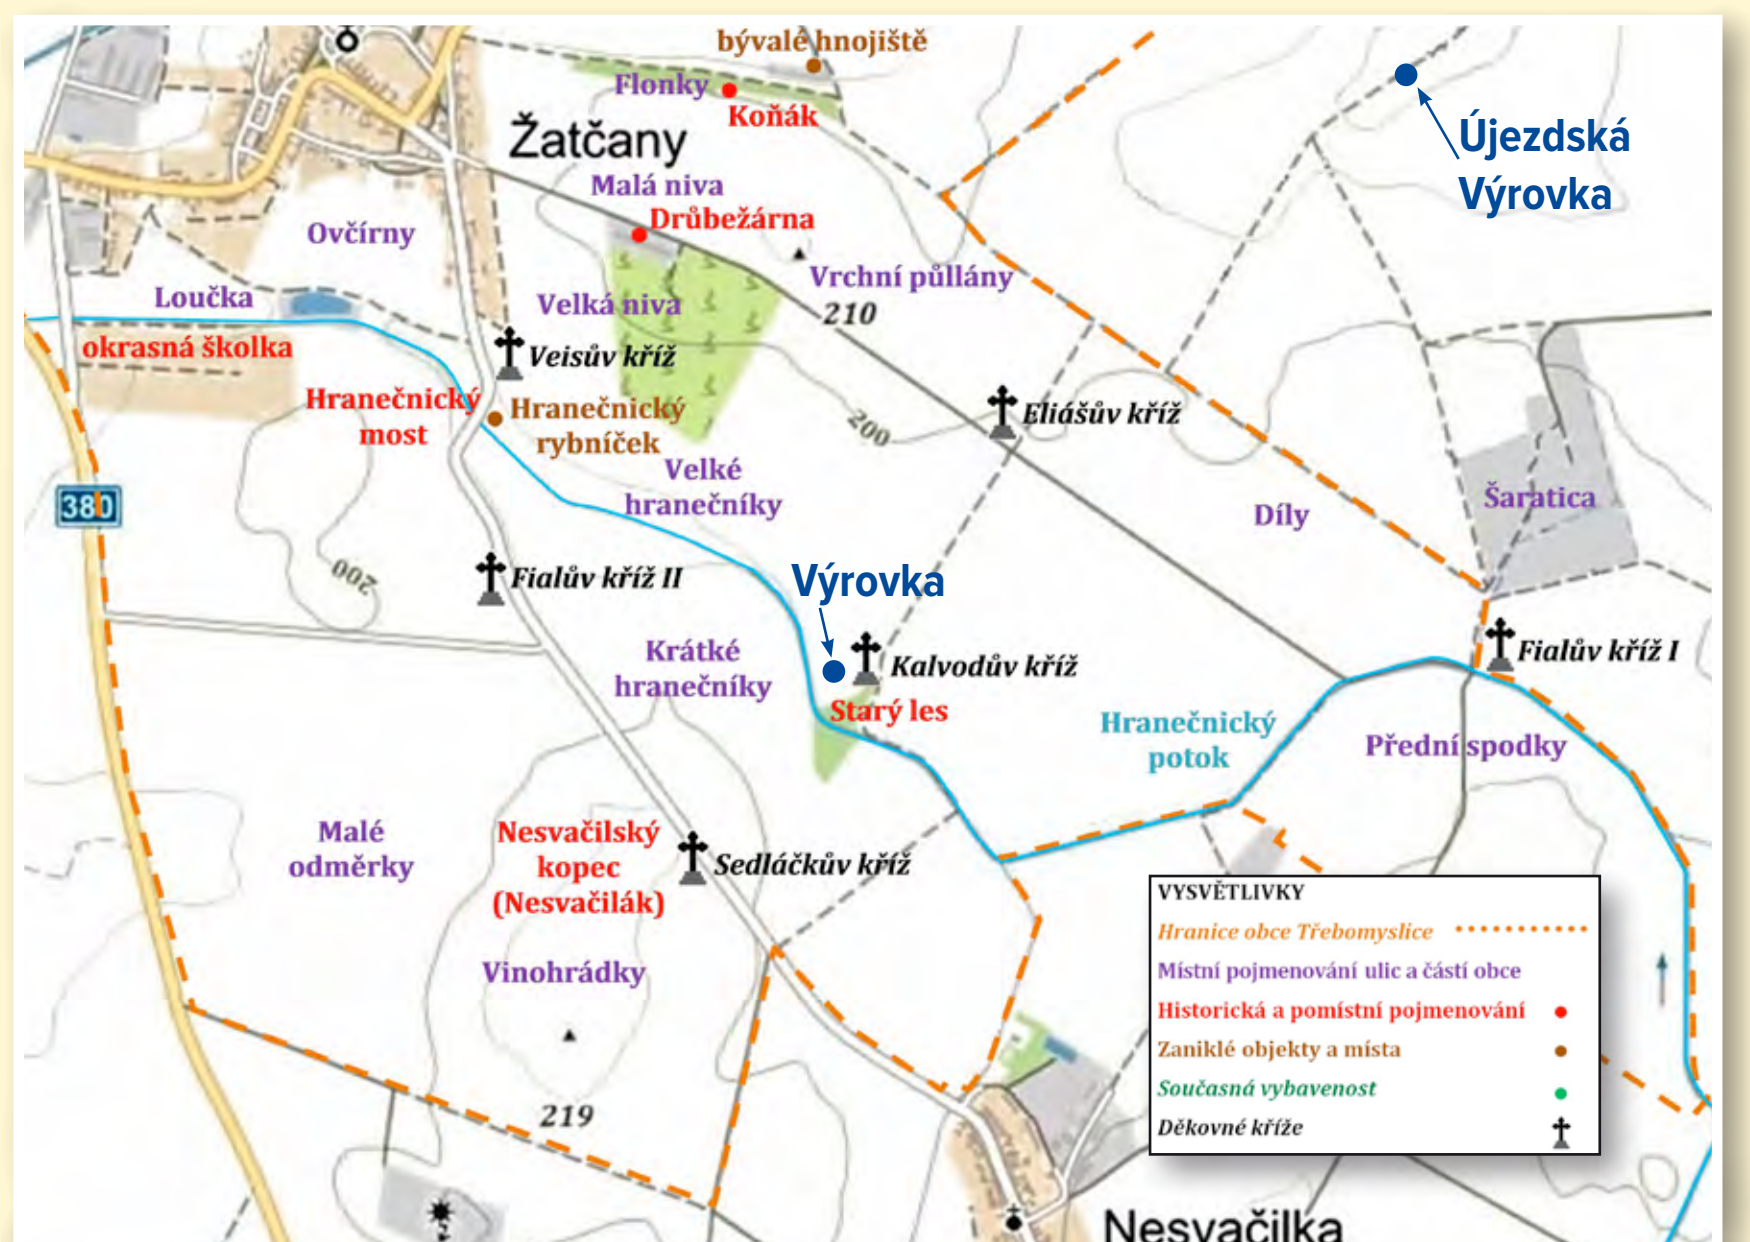 bývalé hnojiště
Flonky
Koňák
Žatčany
Újezdská
Výrovka
Malá niva
Drůbežárna
Ovčírny
Vrchní půllány
Loučka
Velká niva
210
okrasná školka
Veisův kříž
Hranečnický
most
Hranečnický
rybníček
Eliášův kříž
200
Velké
hranečníky
380
Šaratica
Díly
200
Fialův kříž II
Výrovka
Krátké
hranečníky
Kalvodův kříž
Fialův kříž I
Starý les
Hranečnický
potok
Přední spodky
Malé
odměrky
Nesvačilský
kopec
(Nesvačilák)
Sedláčkův kříž
Vinohrádky
219
VYSVĚTLIVKY
Hranice obce Třebomyslice
Místní pojmenování ulic a částí obce
Historická a pomístní pojmenování
Zaniklé objekty a místa
Současná vybavenost
Děkovné kříže
Nesvačilka